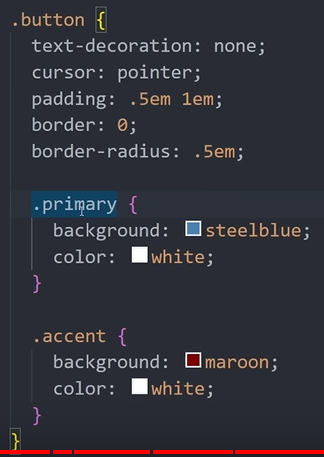 .button {
text-decoration: none;
cursor: pointer;
padding: .5em 1em;
border: 0;
border-radius: .5em;
.primary {
background: steelblue;
color: white;
}
.accent {
background: maroon;
color: white;
}
}